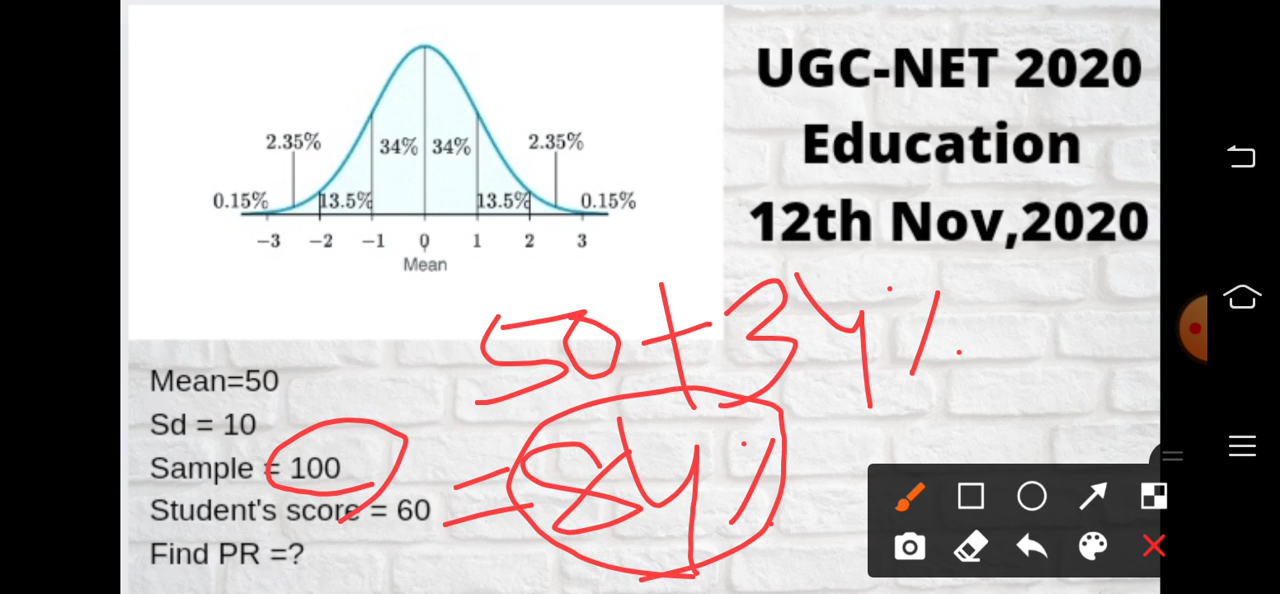 2.35%
34%
34%
2.35%
0.15%
13.5%
13.5%
0.15%
−3 −2 −1 0 1 2 3
Mean
UGC-NET 2020
Education
12th Nov,2020
50+34%
=84%
Mean=50
Sd = 10
Sample = 100
Student's score = 60
Find PR =?